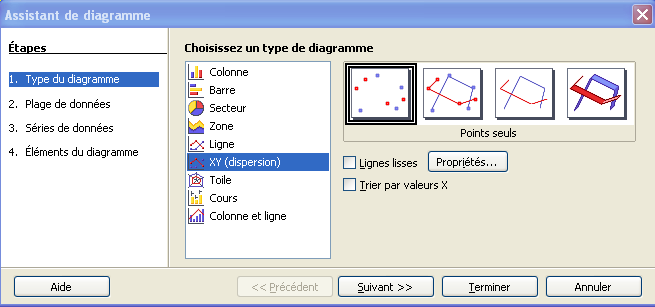 Assistant de diagramme
Étapes
1. Type du diagramme
2. Plage de données
3. Séries de données
4. Éléments du diagramme
Choisissez un type de diagramme
Colonne
Barre
Secteur
Zone
Ligne
XY (dispersion)
Toile
Cours
Colonne et ligne
Points seuls
Lignes lisses
Propriétés...
Trier par valeurs X
Aide
<< Précédent
Suivant >>
Terminer
Annuler